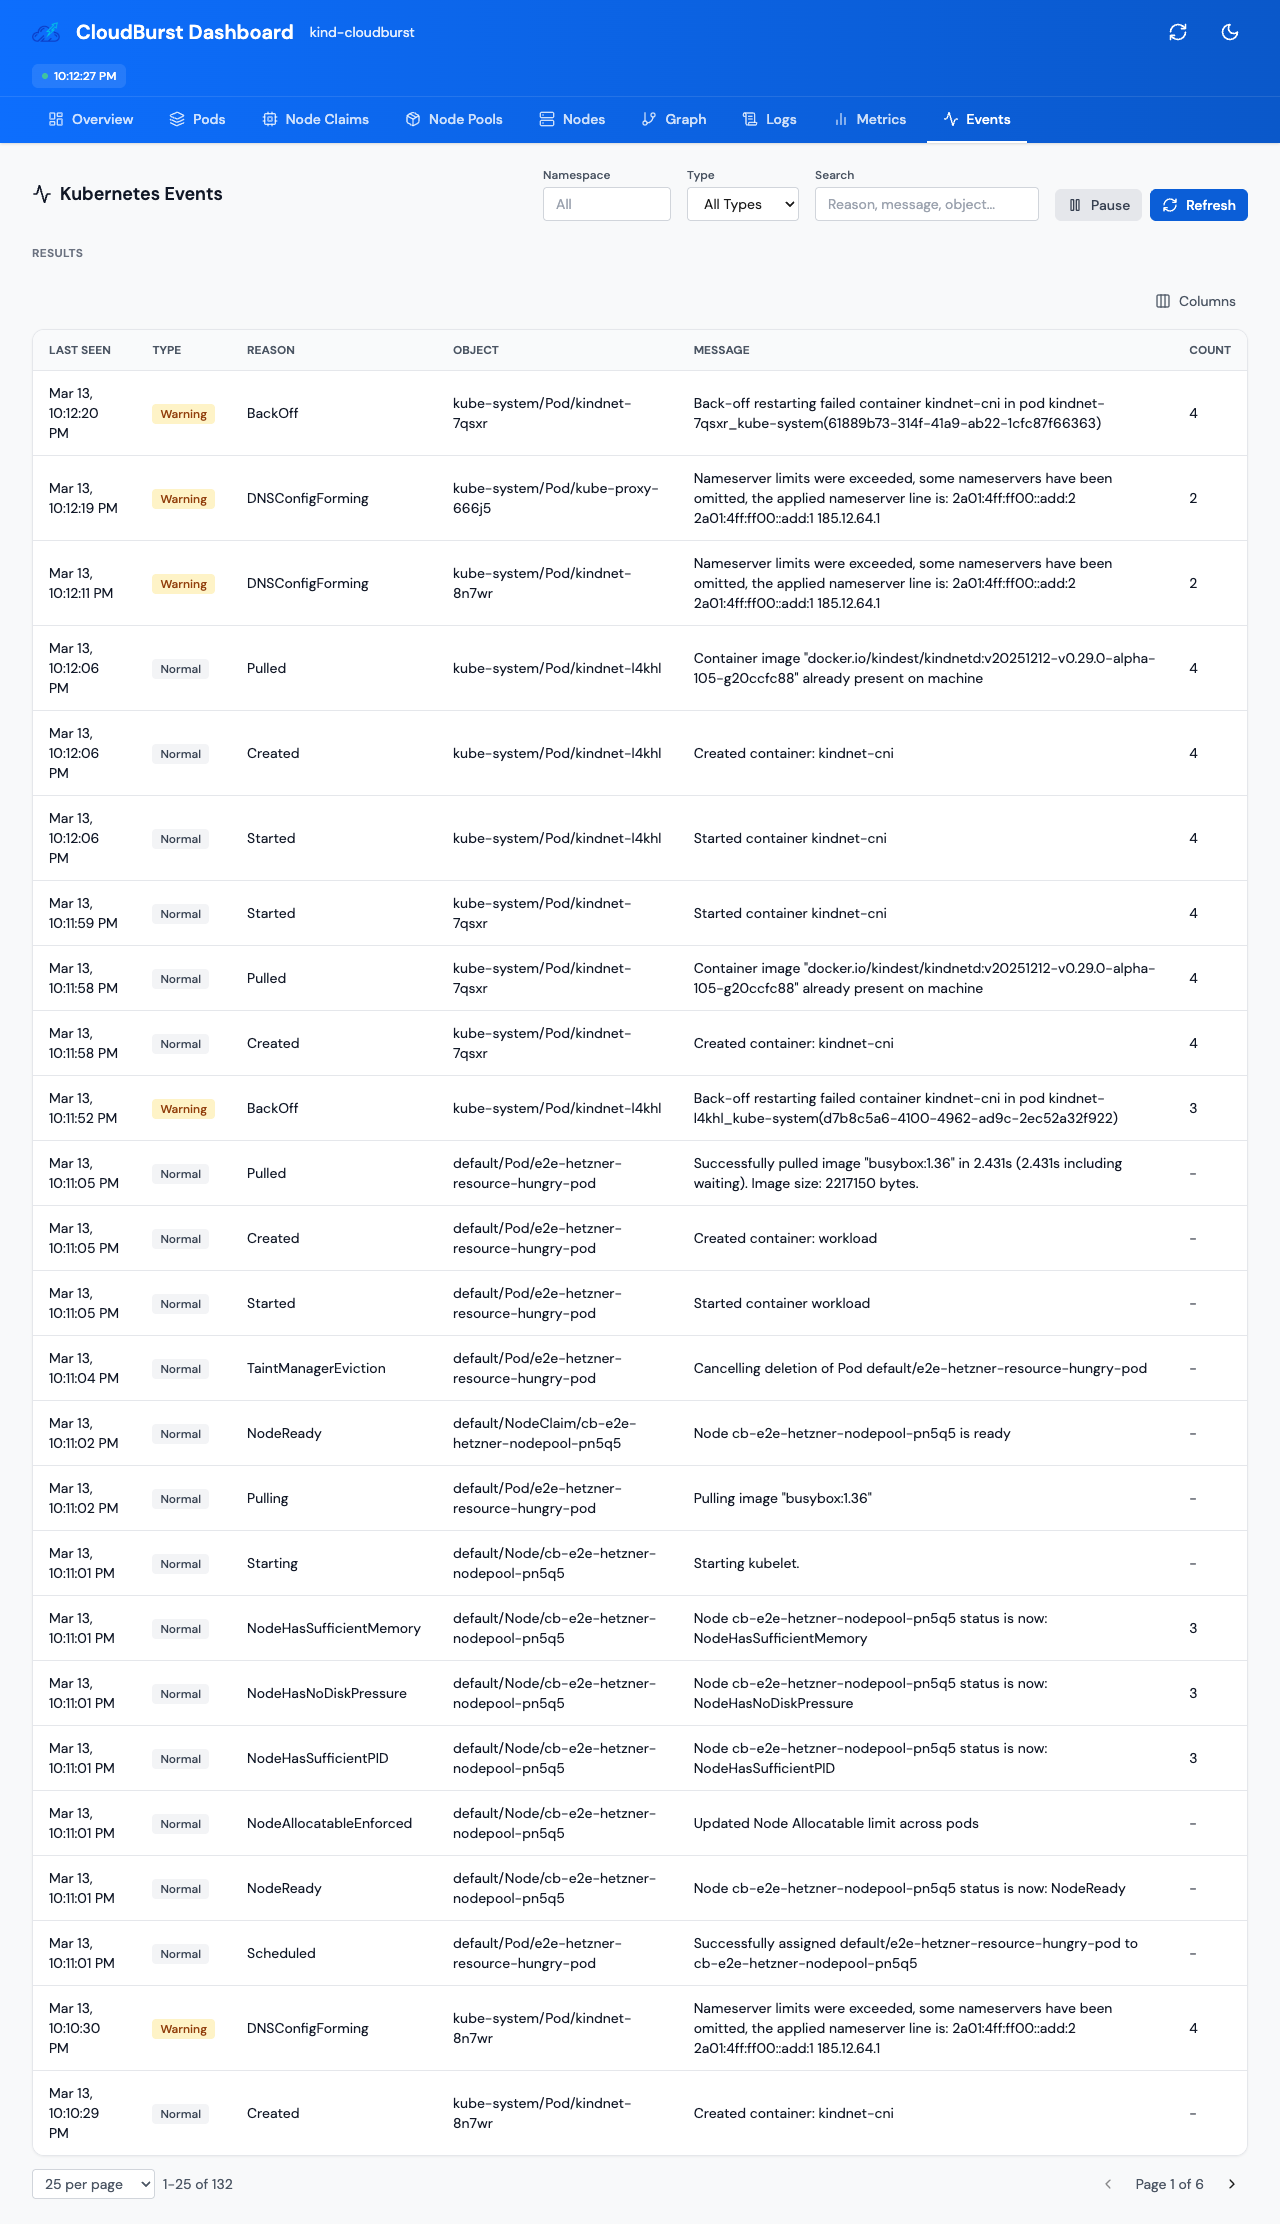 CloudBurst Dashboard kind-cloudburst
10:12:27 PM
Overview Pods Node Claims Node Pools Nodes Graph Logs Metrics Events
Kubernetes Events
Namespace Type Search
All All Types Reason, message, object... Pause Refresh
RESULTS
Columns
LAST SEEN TYPE REASON OBJECT MESSAGE COUNT
Mar 13,
10:12:20
PM
Warning BackOff
kube-system/Pod/kindnet-
7qsxr
Back-off restarting failed container kindnet-cni in pod kindnet-
7qsxr_kube-system(61889b73-314f-41a9-ab22-1cfc87f66363)
4
Mar 13,
10:12:19 PM
Warning DNSConfigForming
kube-system/Pod/kube-proxy-
666j5
Nameserver limits were exceeded, some nameservers have been
omitted, the applied nameserver line is: 2a01:4ff:ff00::add:2
2a01:4ff:ff00::add:1 185.12.64.1
2
Mar 13,
10:12:11 PM
Warning DNSConfigForming
kube-system/Pod/kindnet-
8n7wr
Nameserver limits were exceeded, some nameservers have been
omitted, the applied nameserver line is: 2a01:4ff:ff00::add:2
2a01:4ff:ff00::add:1 185.12.64.1
2
Mar 13,
10:12:06
PM
Normal Pulled kube-system/Pod/kindnet-l4khl
Container image "docker.io/kindest/kindnetd:v20251212-v0.29.0-alpha-
105-g20ccfc88" already present on machine
4
Mar 13,
10:12:06
PM
Normal Created kube-system/Pod/kindnet-l4khl Created container: kindnet-cni 4
Mar 13,
10:12:06
PM
Normal Started kube-system/Pod/kindnet-l4khl Started container kindnet-cni 4
Mar 13,
10:11:59 PM
Normal Started
kube-system/Pod/kindnet-
7qsxr
Started container kindnet-cni 4
Mar 13,
10:11:58 PM
Normal Pulled
kube-system/Pod/kindnet-
7qsxr
Container image "docker.io/kindest/kindnetd:v20251212-v0.29.0-alpha-
105-g20ccfc88" already present on machine
4
Mar 13,
10:11:58 PM
Normal Created
kube-system/Pod/kindnet-
7qsxr
Created container: kindnet-cni 4
Mar 13,
10:11:52 PM
Warning BackOff kube-system/Pod/kindnet-l4khl
Back-off restarting failed container kindnet-cni in pod kindnet-
l4khl_kube-system(d7b8c5a6-4100-4962-ad9c-2ec52a32f922)
3
Mar 13,
10:11:05 PM
Normal Pulled
default/Pod/e2e-hetzner-
resource-hungry-pod
Successfully pulled image "busybox:1.36" in 2.431s (2.431s including
waiting). Image size: 2217150 bytes.
-
Mar 13,
10:11:05 PM
Normal Created
default/Pod/e2e-hetzner-
resource-hungry-pod
Created container: workload -
Mar 13,
10:11:05 PM
Normal Started
default/Pod/e2e-hetzner-
resource-hungry-pod
Started container workload -
Mar 13,
10:11:04 PM
Normal TaintManagerEviction
default/Pod/e2e-hetzner-
resource-hungry-pod
Cancelling deletion of Pod default/e2e-hetzner-resource-hungry-pod -
Mar 13,
10:11:02 PM
Normal NodeReady
default/NodeClaim/cb-e2e-
hetzner-nodepool-pn5q5
Node cb-e2e-hetzner-nodepool-pn5q5 is ready -
Mar 13,
10:11:02 PM
Normal Pulling
default/Pod/e2e-hetzner-
resource-hungry-pod
Pulling image "busybox:1.36" -
Mar 13,
10:11:01 PM
Normal Starting
default/Node/cb-e2e-hetzner-
nodepool-pn5q5
Starting kubelet. -
Mar 13,
10:11:01 PM
Normal NodeHasSufficientMemory
default/Node/cb-e2e-hetzner-
nodepool-pn5q5
Node cb-e2e-hetzner-nodepool-pn5q5 status is now:
NodeHasSufficientMemory
3
Mar 13,
10:11:01 PM
Normal NodeHasNoDiskPressure
default/Node/cb-e2e-hetzner-
nodepool-pn5q5
Node cb-e2e-hetzner-nodepool-pn5q5 status is now:
NodeHasNoDiskPressure
3
Mar 13,
10:11:01 PM
Normal NodeHasSufficientPID
default/Node/cb-e2e-hetzner-
nodepool-pn5q5
Node cb-e2e-hetzner-nodepool-pn5q5 status is now:
NodeHasSufficientPID
3
Mar 13,
10:11:01 PM
Normal NodeAllocatableEnforced
default/Node/cb-e2e-hetzner-
nodepool-pn5q5
Updated Node Allocatable limit across pods -
Mar 13,
10:11:01 PM
Normal NodeReady
default/Node/cb-e2e-hetzner-
nodepool-pn5q5
Node cb-e2e-hetzner-nodepool-pn5q5 status is now: NodeReady -
Mar 13,
10:11:01 PM
Normal Scheduled
default/Pod/e2e-hetzner-
resource-hungry-pod
Successfully assigned default/e2e-hetzner-resource-hungry-pod to
cb-e2e-hetzner-nodepool-pn5q5
-
Mar 13,
10:10:30
PM
Warning DNSConfigForming
kube-system/Pod/kindnet-
8n7wr
Nameserver limits were exceeded, some nameservers have been
omitted, the applied nameserver line is: 2a01:4ff:ff00::add:2
2a01:4ff:ff00::add:1 185.12.64.1
4
Mar 13,
10:10:29
PM
Normal Created
kube-system/Pod/kindnet-
8n7wr
Created container: kindnet-cni -
25 per page 1-25 of 132 Page 1 of 6